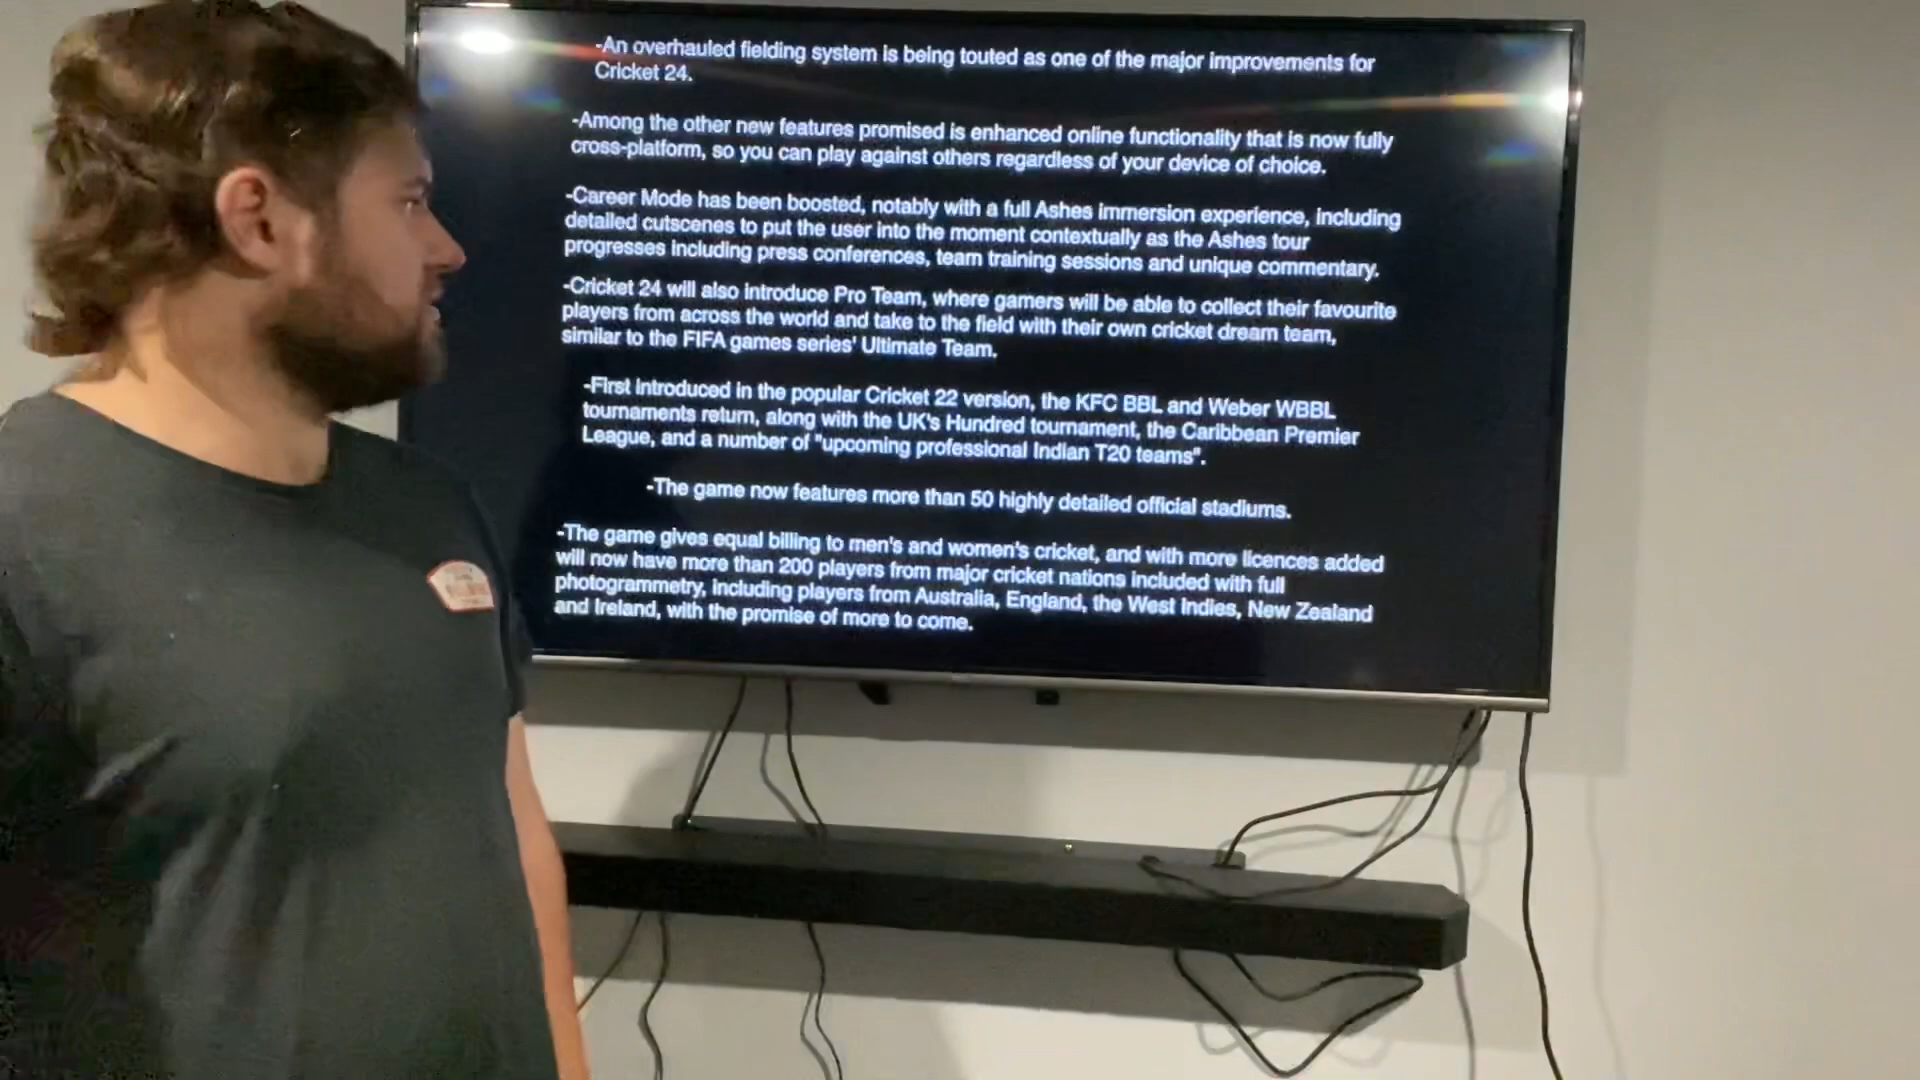 -An overhauled fielding system is being touted as one of the major improvements for
Cricket 24.
-Among the other new features promised is enhanced online functionality that is now fully
cross-platform, so you can play against others regardless of your device of choice.
-Career Mode has been boosted, notably with a full Ashes immersion experience, including
detailed cutscenes to put the user into the moment contextually as the Ashes tour
progresses including press conferences, team training sessions and unique commentary.
-Cricket 24 will also introduce Pro Team, where gamers will be able to collect their favourite
players from across the world and take to the field with their own cricket dream team,
similar to the FIFA games series' Ultimate Team.
-First introduced in the popular Cricket 22 version, the KFC BBL and Weber WBBL
tournaments return, along with the UK's Hundred tournament, the Caribbean Premier
League, and a number of "upcoming professional Indian T20 teams".
-The game now features more than 50 highly detailed official stadiums.
-The game gives equal billing to men's and women's cricket, and with more licences added
will now have more than 200 players from major cricket nations included with full
photogrammetry, including players from Australia, England, the West Indies, New Zealand
and Ireland, with the promise of more to come.